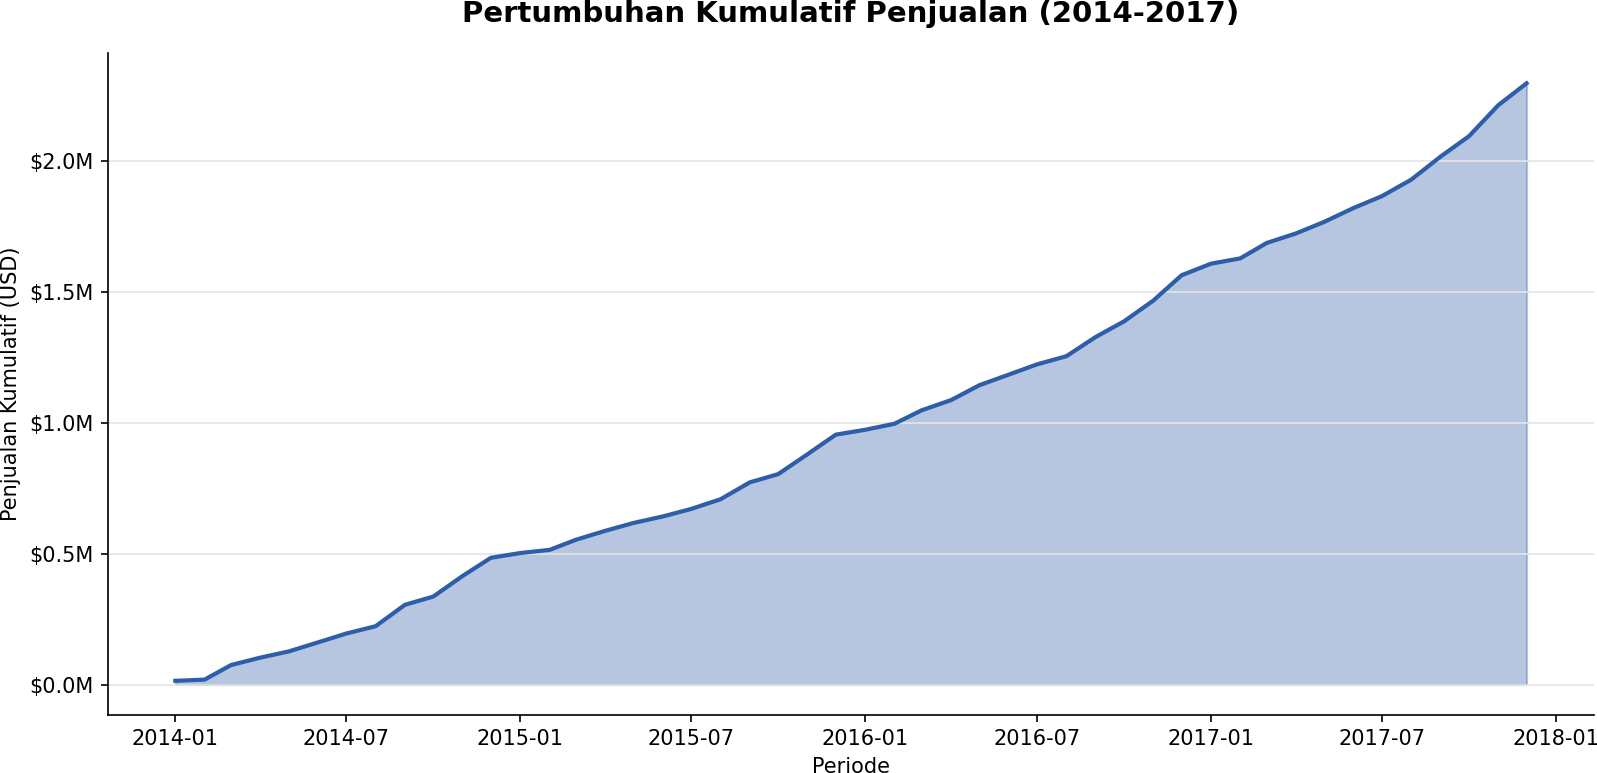 Pertumbuhan Kumulatif Penjualan (2014-2017)
Penjualan Kumulatif (USD)
$2.0M
$1.5M
$1.0M
$0.5M
$0.0M
2014-01 2014-07 2015-01 2015-07 2016-01 2016-07 2017-01 2017-07 2018-01
Periode